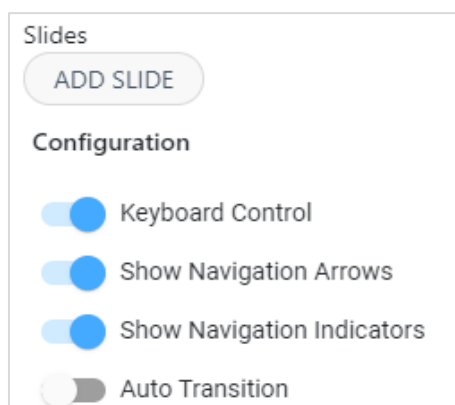 Slides
ADD SLIDE
Configuration
Keyboard Control
Show Navigation Arrows
Show Navigation Indicators
Auto Transition